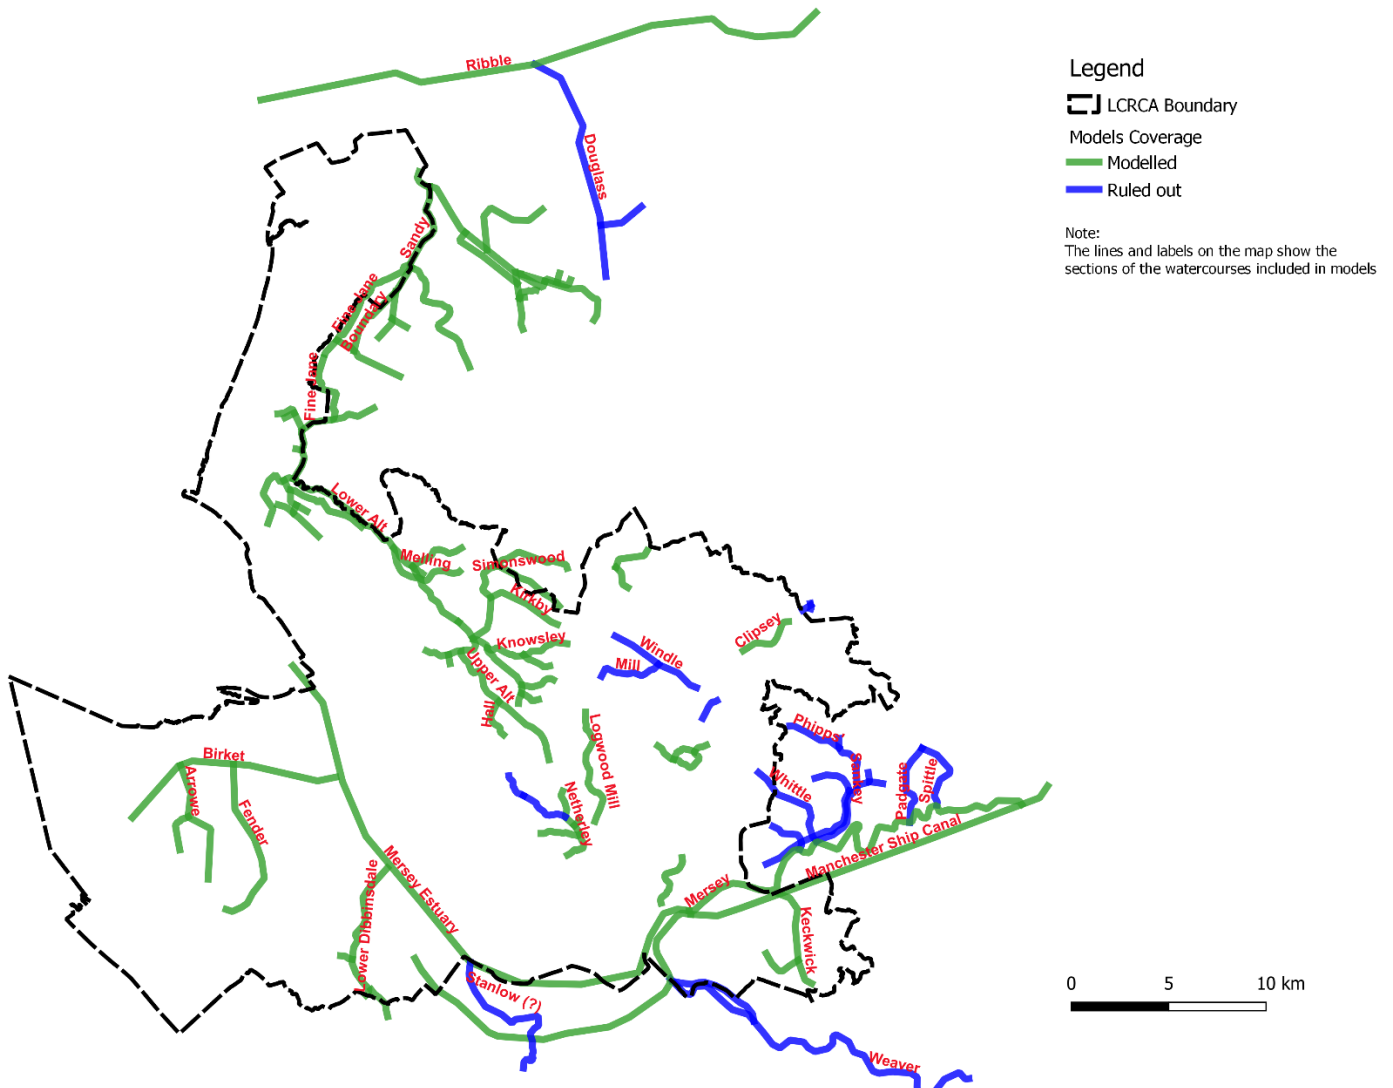 Ribble
Legend
LCRCA Boundary
Models Coverage
Modelled
Ruled out
Note:
The lines and labels on the map show the
sections of the watercourses included in models
Douglass
Sandy
Fine Jane
Boundary
Fine Jane
Lower Alt
Melling
Simonswood
Kirkby
Knowsley
Upper Alt
Hall
Windle
Mill
Clipsey
Logwood Mill
Netherley
Phipps'
Sankey
Whittle
Padgate
Spittle
Birket
Arrowe
Fender
Manchester Ship Canal
Mersey Estuary
Mersey
Lower Dibbinsdale
Keckwick
Stanlow (?)
Weaver
0 5 10 km